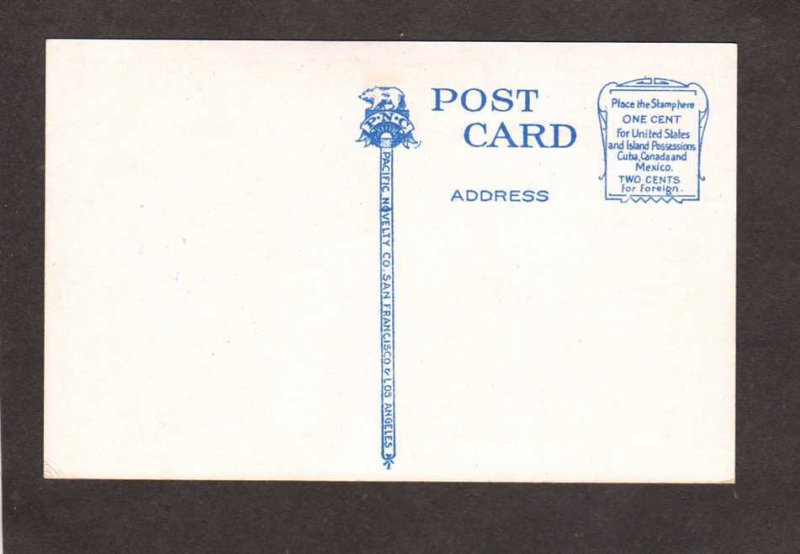 P·N·C
PACIFIC NOVELTY CO. SAN FRANCISCO & LOS ANGELES
POST
CARD
ADDRESS
Place the Stamp here
ONE CENT
for United States
and Island Possessions
Cuba, Canada and
Mexico.
TWO CENTS
for foreign.